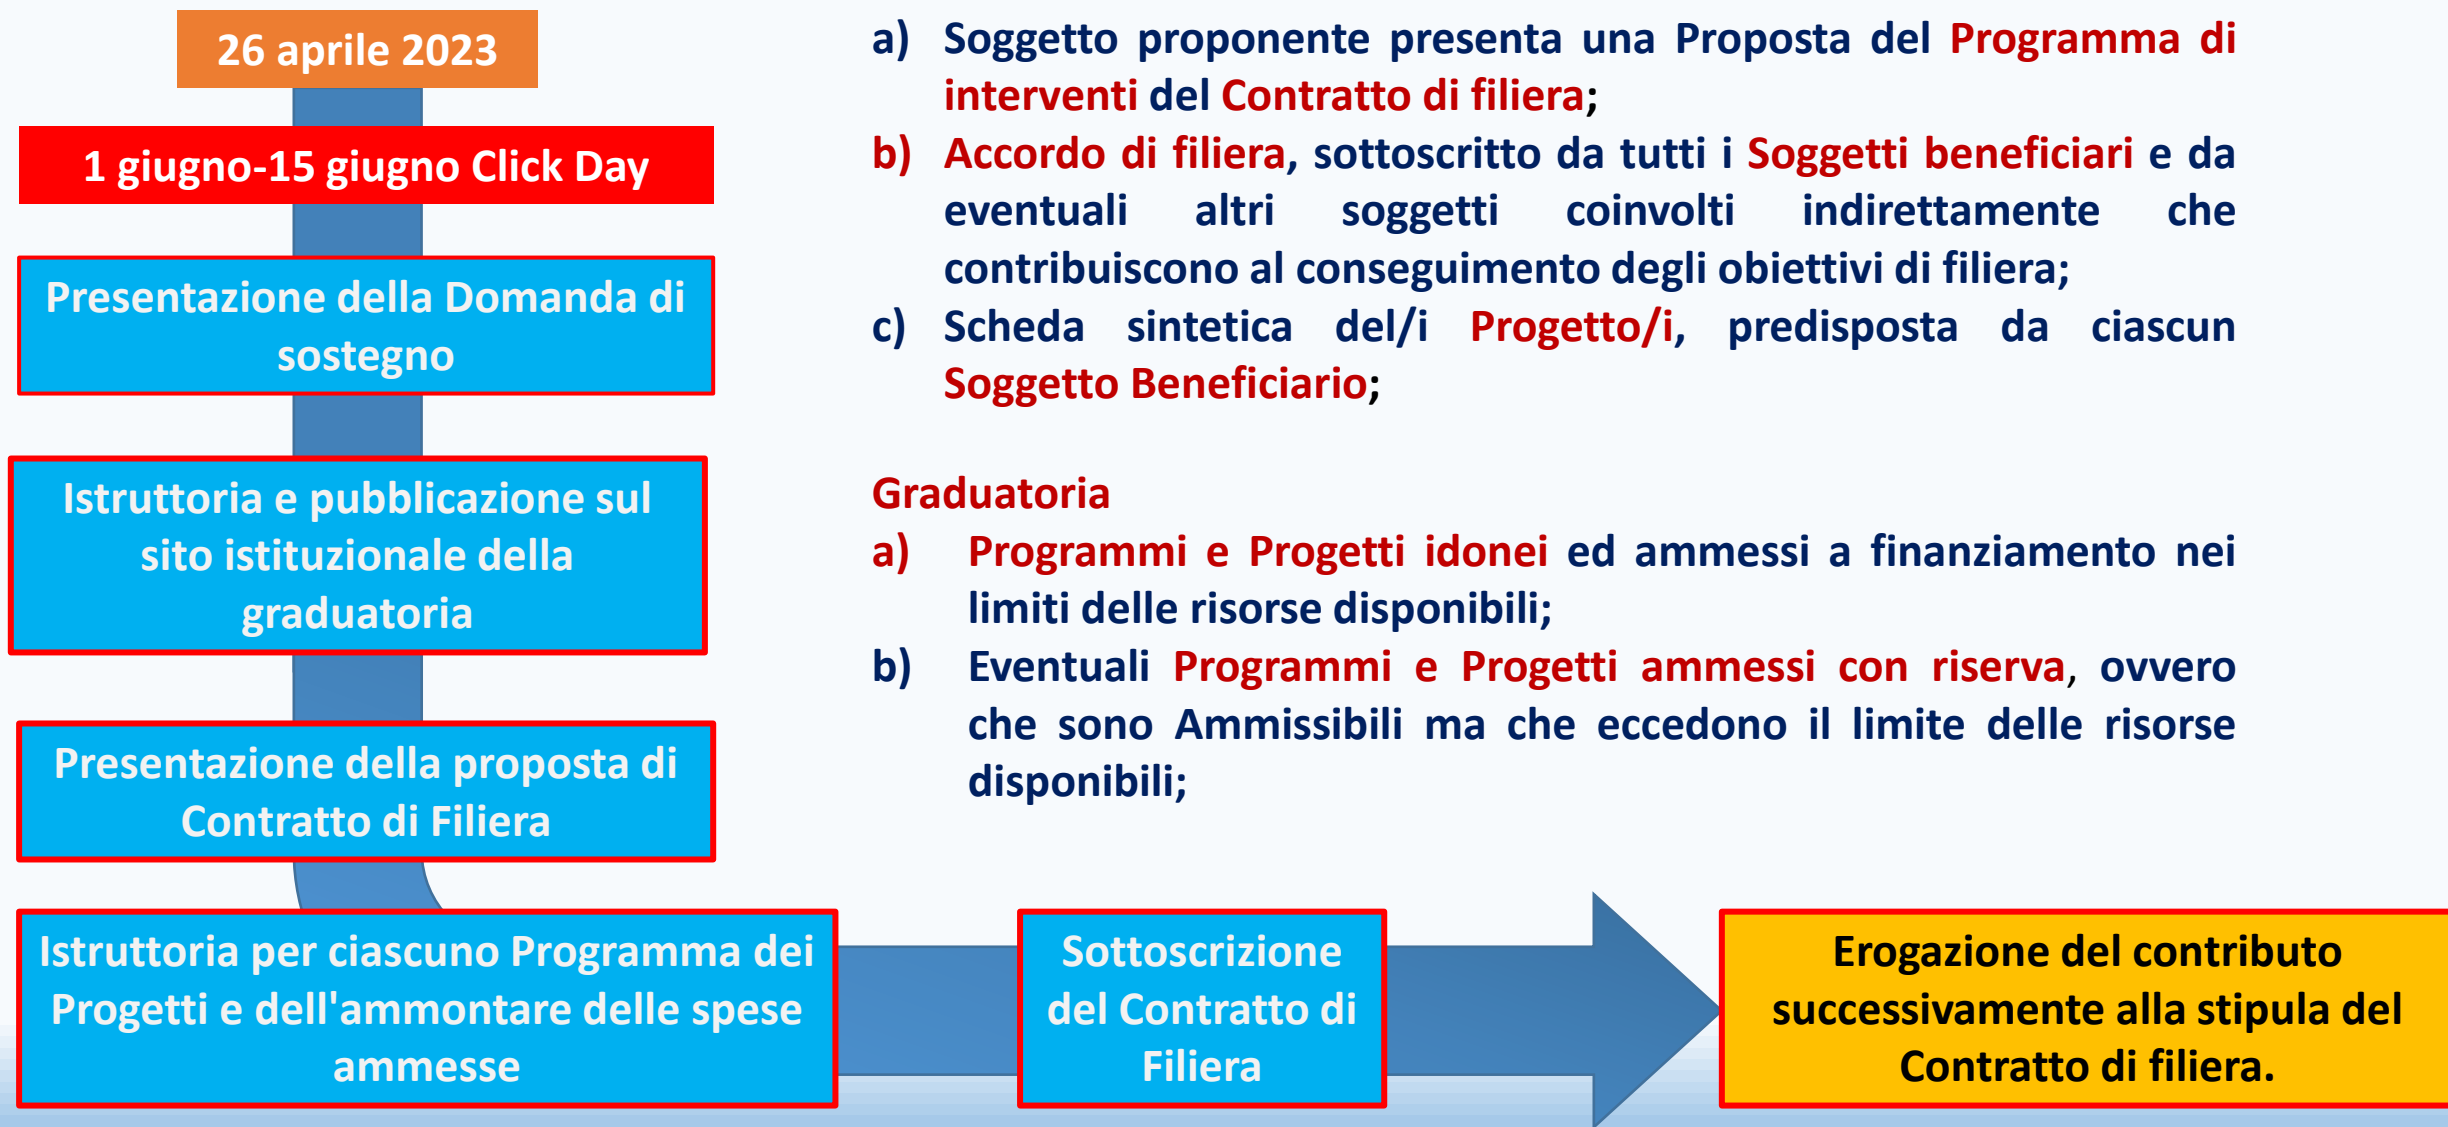 26 aprile 2023
1 giugno-15 giugno Click Day
Presentazione della Domanda di
sostegno
Istruttoria e pubblicazione sul
sito istituzionale della
graduatoria
Presentazione della proposta di
Contratto di Filiera
Istruttoria per ciascuno Programma dei
Progetti e dell'ammontare delle spese
ammesse
Sottoscrizione
del Contratto di
Filiera
Erogazione del contributo
successivamente alla stipula del
Contratto di filiera.
a) Soggetto proponente presenta una Proposta del Programma di
interventi del Contratto di filiera;
b) Accordo di filiera, sottoscritto da tutti i Soggetti beneficiari e da
eventuali altri soggetti coinvolti indirettamente che
contribuiscono al conseguimento degli obiettivi di filiera;
c) Scheda sintetica del/i Progetto/i, predisposta da ciascun
Soggetto Beneficiario;
Graduatoria
a) Programmi e Progetti idonei ed ammessi a finanziamento nei
limiti delle risorse disponibili;
b) Eventuali Programmi e Progetti ammessi con riserva, ovvero
che sono Ammissibili ma che eccedono il limite delle risorse
disponibili;